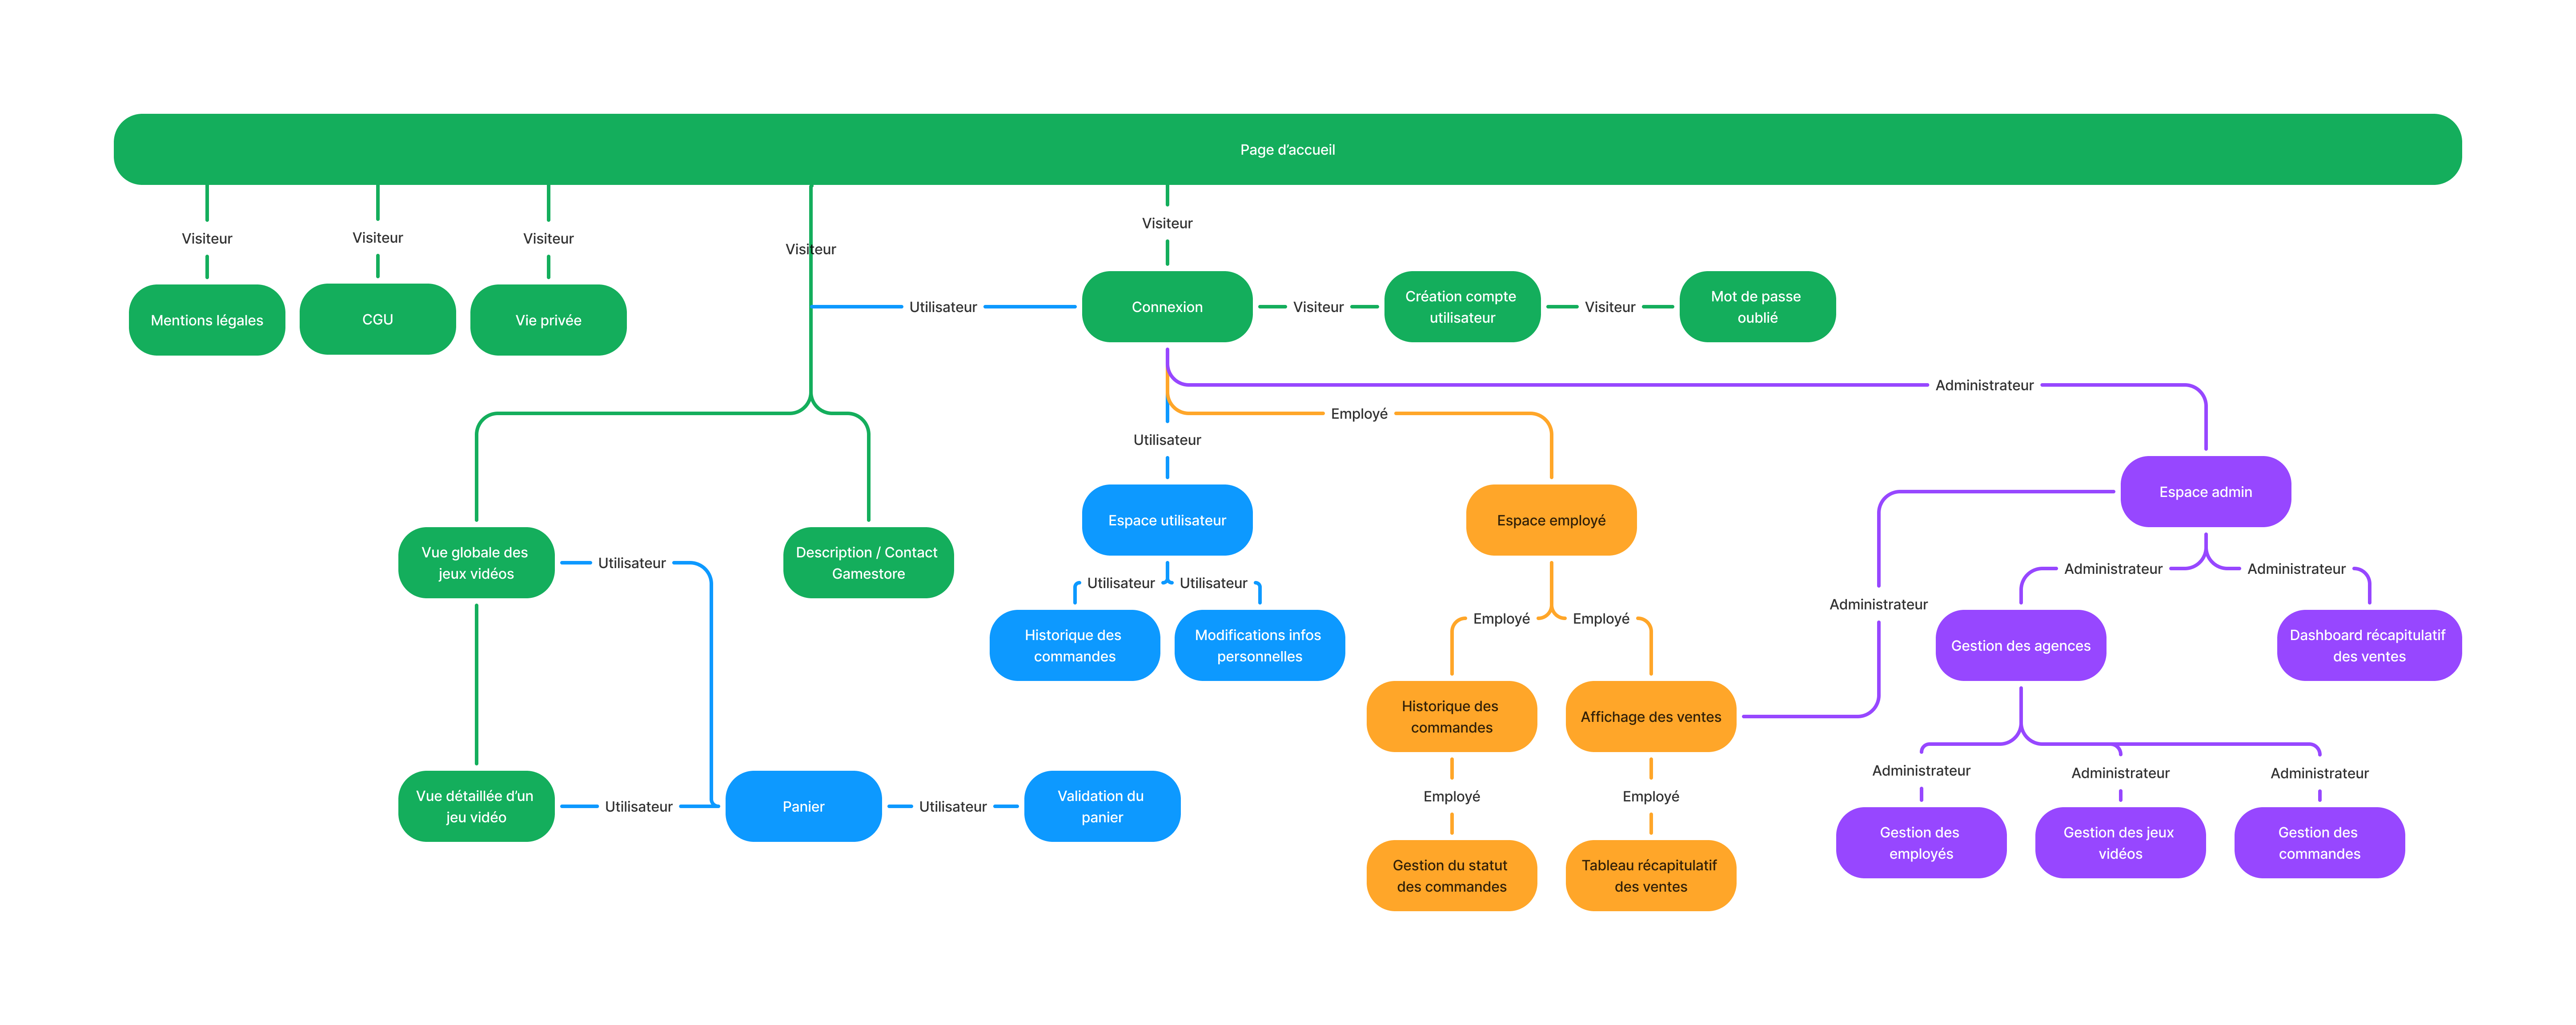 Page d'accueil
Visiteur
Visiteur
Visiteur
Visiteur
Visiteur
Mentions légales
CGU
Vie privée
Utilisateur
Connexion
Visiteur
Création compte
utilisateur
Visiteur
Mot de passe
oublié
Administrateur
Employé
Utilisateur
Espace utilisateur
Espace employé
Espace admin
Vue globale des
jeux vidéos
Utilisateur
Description / Contact
Gamestore
Utilisateur
Utilisateur
Administrateur
Administrateur
Administrateur
Employé
Employé
Historique des
commandes
Modifications infos
personnelles
Gestion des agences
Dashboard récapitulatif
des ventes
Historique des
commandes
Affichage des ventes
Administrateur
Administrateur
Administrateur
Vue détaillée d'un
jeu vidéo
Utilisateur
Panier
Utilisateur
Validation du
panier
Employé
Employé
Gestion des
employés
Gestion des jeux
vidéos
Gestion des
commandes
Gestion du statut
des commandes
Tableau récapitulatif
des ventes